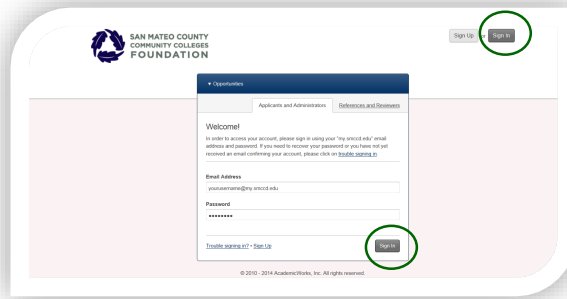 SAN MATEO COUNTY
COMMUNITY COLLEGES
FOUNDATION
Sign Up or Sign In
▾ Opportunities
Applicants and Administrators References and Reviewers
Welcome!
In order to access your account, please sign in using your "my.smccd.edu" email
address and password. If you need to recover your password or you have not yet
received an email confirming your account, please click on trouble signing in.
Email Address
yourusername@my.smccd.edu
Password
••••••••
Trouble signing in? • Sign Up Sign In
© 2010 - 2014 AcademicWorks, Inc. All rights reserved